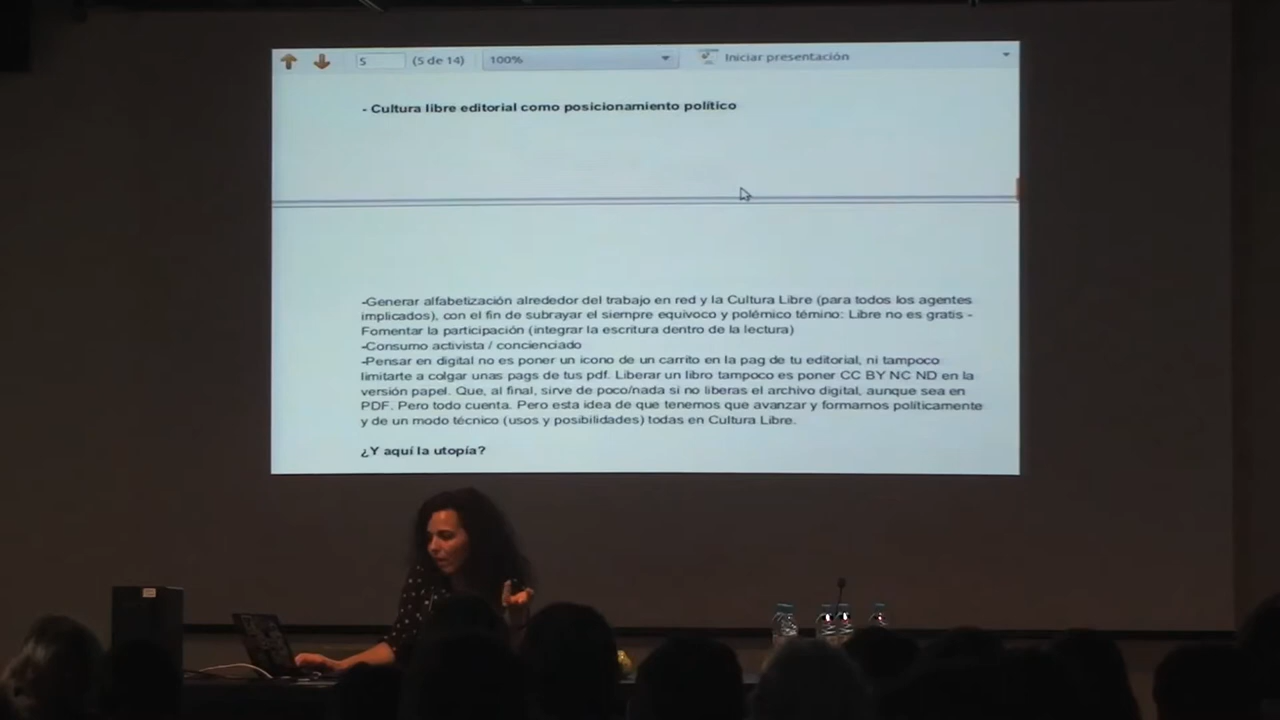 5 (5 de 14) 100% Iniciar presentación
- Cultura libre editorial como posicionamiento político
-Generar alfabetización alrededor del trabajo en red y la Cultura Libre (para todos los agentes
implicados), con el fin de subrayar el siempre equivoco y polémico témino: Libre no es gratis -
Fomentar la participación (integrar la escritura dentro de la lectura)
-Consumo activista / concienciado
-Pensar en digital no es poner un icono de un carrito en la pag de tu editorial, ni tampoco
limitarte a colgar unas pags de tus pdf. Liberar un libro tampoco es poner CC BY NC ND en la
versión papel. Que, al final, sirve de poco/nada si no liberas el archivo digital, aunque sea en
PDF. Pero todo cuenta. Pero esta idea de que tenemos que avanzar y formarnos políticamente
y de un modo técnico (usos y posibilidades) todas en Cultura Libre.
¿Y aquí la utopía?